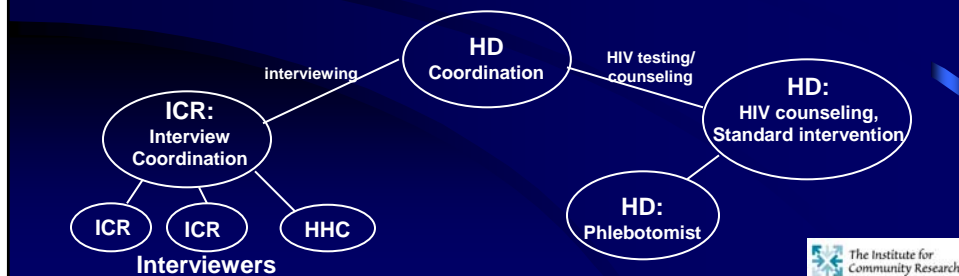 HD
Coordination
interviewing
HIV testing/
counseling
ICR:
Interview
Coordination
HD:
HIV counseling,
Standard intervention
ICR
ICR
HHC
Interviewers
HD:
Phlebotomist
The Institute for
Community Research